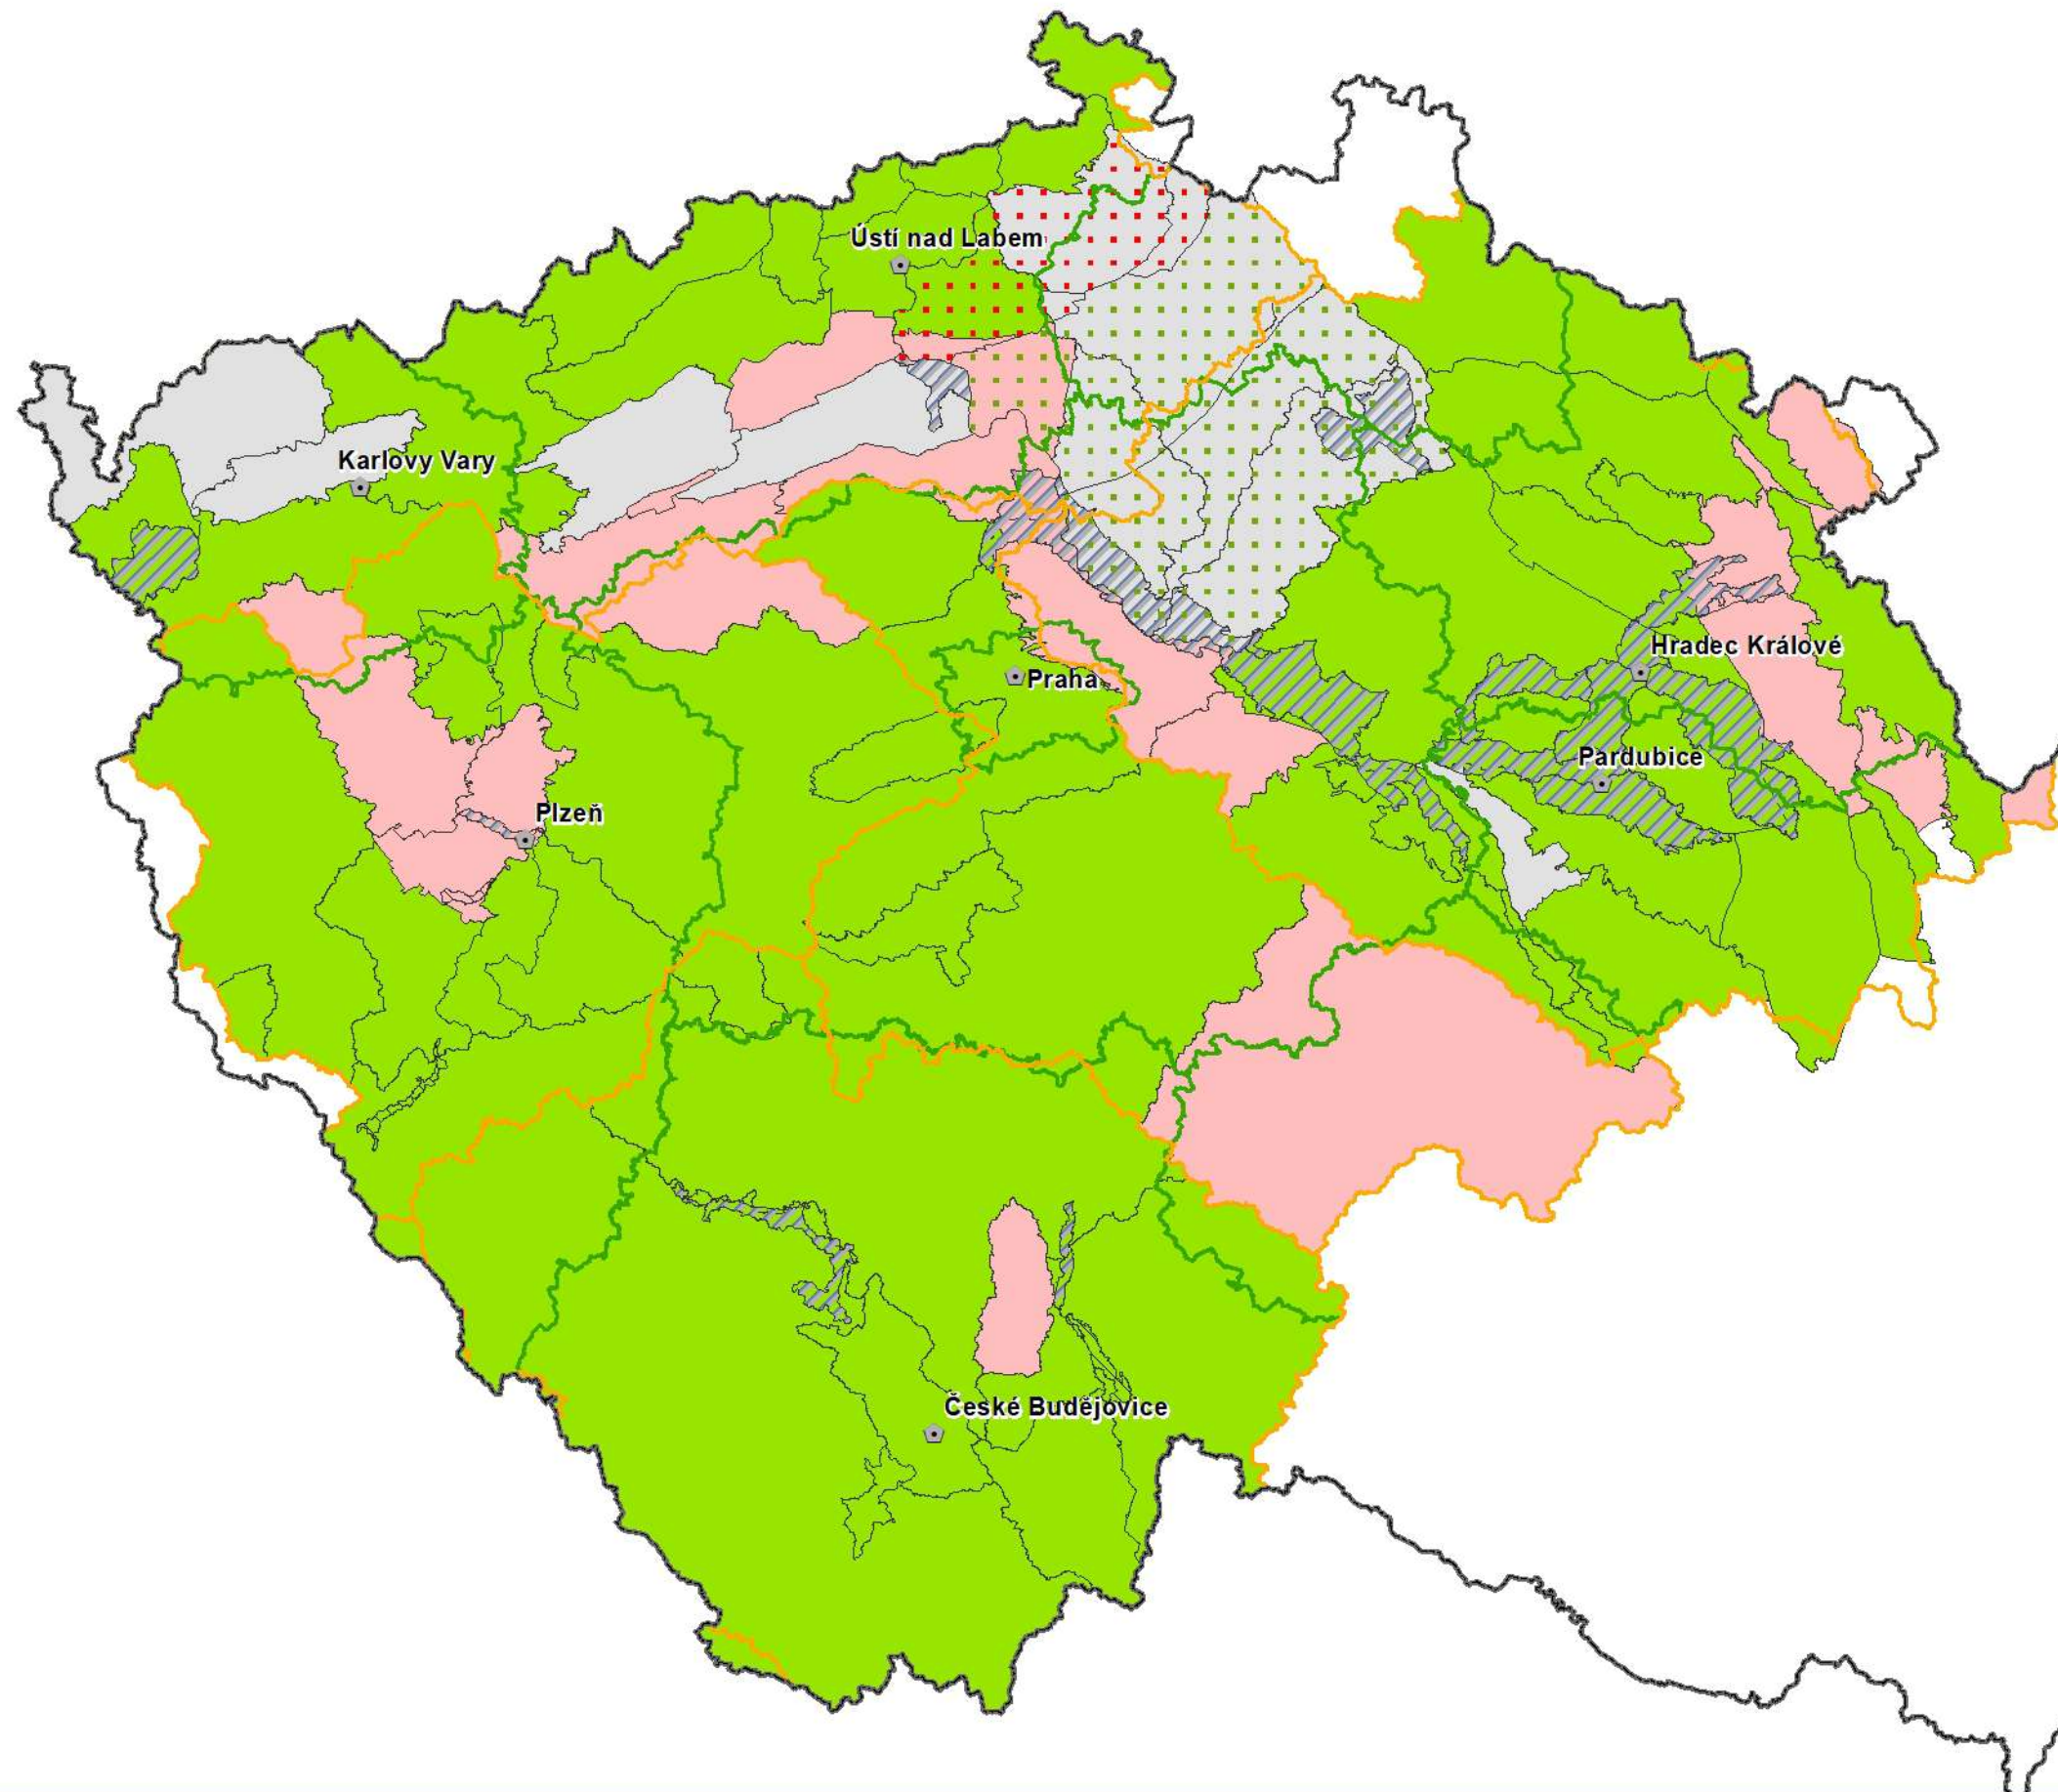 Ústí nad Labem
Karlovy Vary
Hradec Králové
Praha
Pardubice
Plzeň
České Budějovice